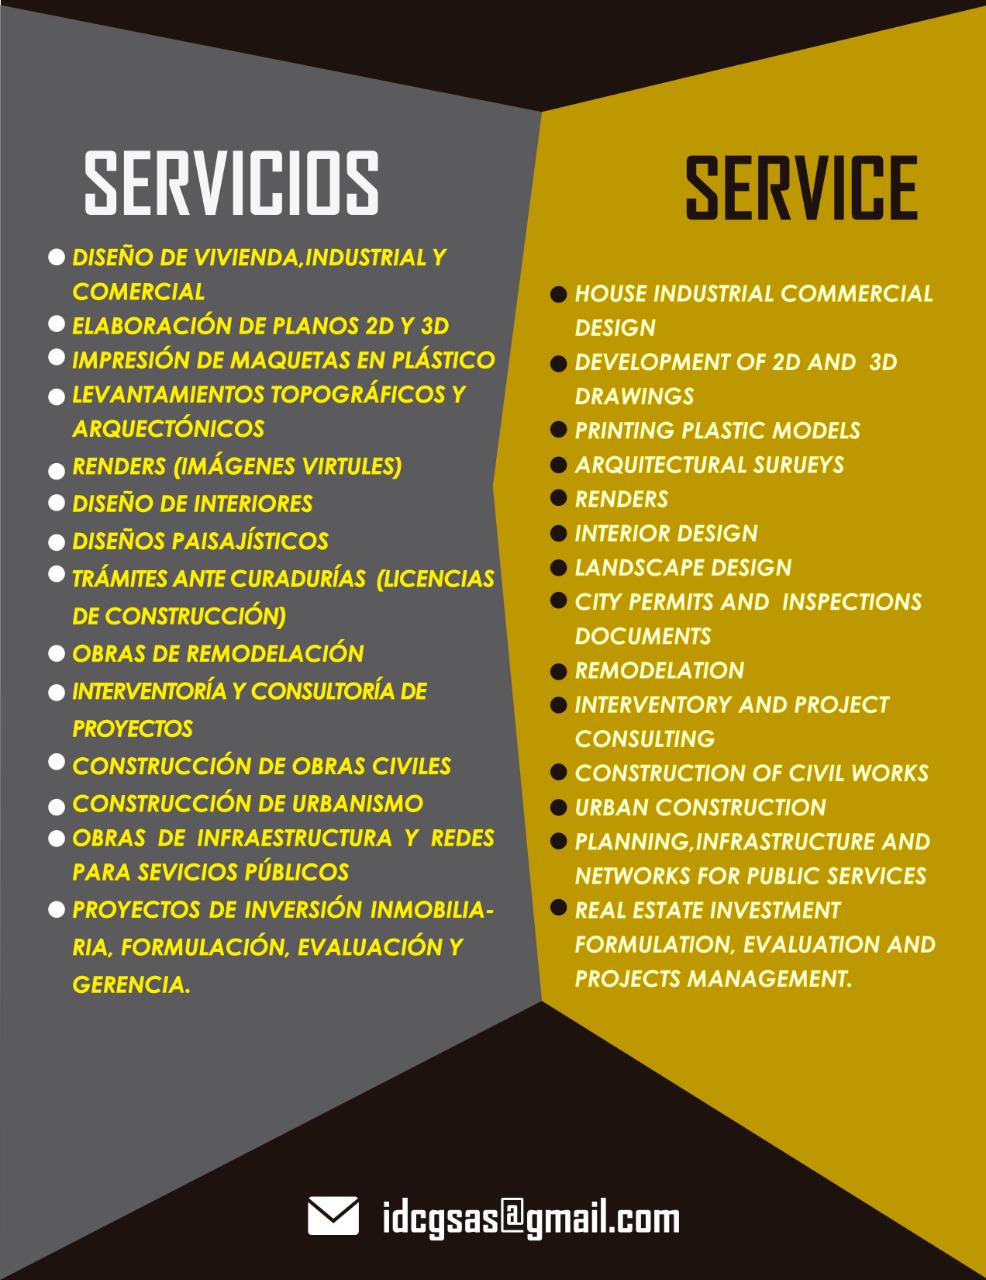 SERVICIOS
DISEÑO DE VIVIENDA,INDUSTRIAL Y
COMERCIAL
ELABORACIÓN DE PLANOS 2D Y 3D
IMPRESIÓN DE MAQUETAS EN PLÁSTICO
LEVANTAMIENTOS TOPOGRÁFICOS Y
ARQUECTÓNICOS
RENDERS (IMÁGENES VIRTULES)
DISEÑO DE INTERIORES
DISEÑOS PAISAJÍSTICOS
TRÁMITES ANTE CURADURÍAS (LICENCIAS
DE CONSTRUCCIÓN)
OBRAS DE REMODELACIÓN
INTERVENTORÍA Y CONSULTORÍA DE
PROYECTOS
CONSTRUCCIÓN DE OBRAS CIVILES
CONSTRUCCIÓN DE URBANISMO
OBRAS DE INFRAESTRUCTURA Y REDES
PARA SEVICIOS PÚBLICOS
PROYECTOS DE INVERSIÓN INMOBILIA-
RIA, FORMULACIÓN, EVALUACIÓN Y
GERENCIA.
SERVICE
HOUSE INDUSTRIAL COMMERCIAL
DESIGN
DEVELOPMENT OF 2D AND 3D
DRAWINGS
PRINTING PLASTIC MODELS
ARQUITECTURAL SURUEYS
RENDERS
INTERIOR DESIGN
LANDSCAPE DESIGN
CITY PERMITS AND INSPECTIONS
DOCUMENTS
REMODELATION
INTERVENTORY AND PROJECT
CONSULTING
CONSTRUCTION OF CIVIL WORKS
URBAN CONSTRUCTION
PLANNING,INFRASTRUCTURE AND
NETWORKS FOR PUBLIC SERVICES
REAL ESTATE INVESTMENT
FORMULATION, EVALUATION AND
PROJECTS MANAGEMENT.
idcgsas@gmail.com